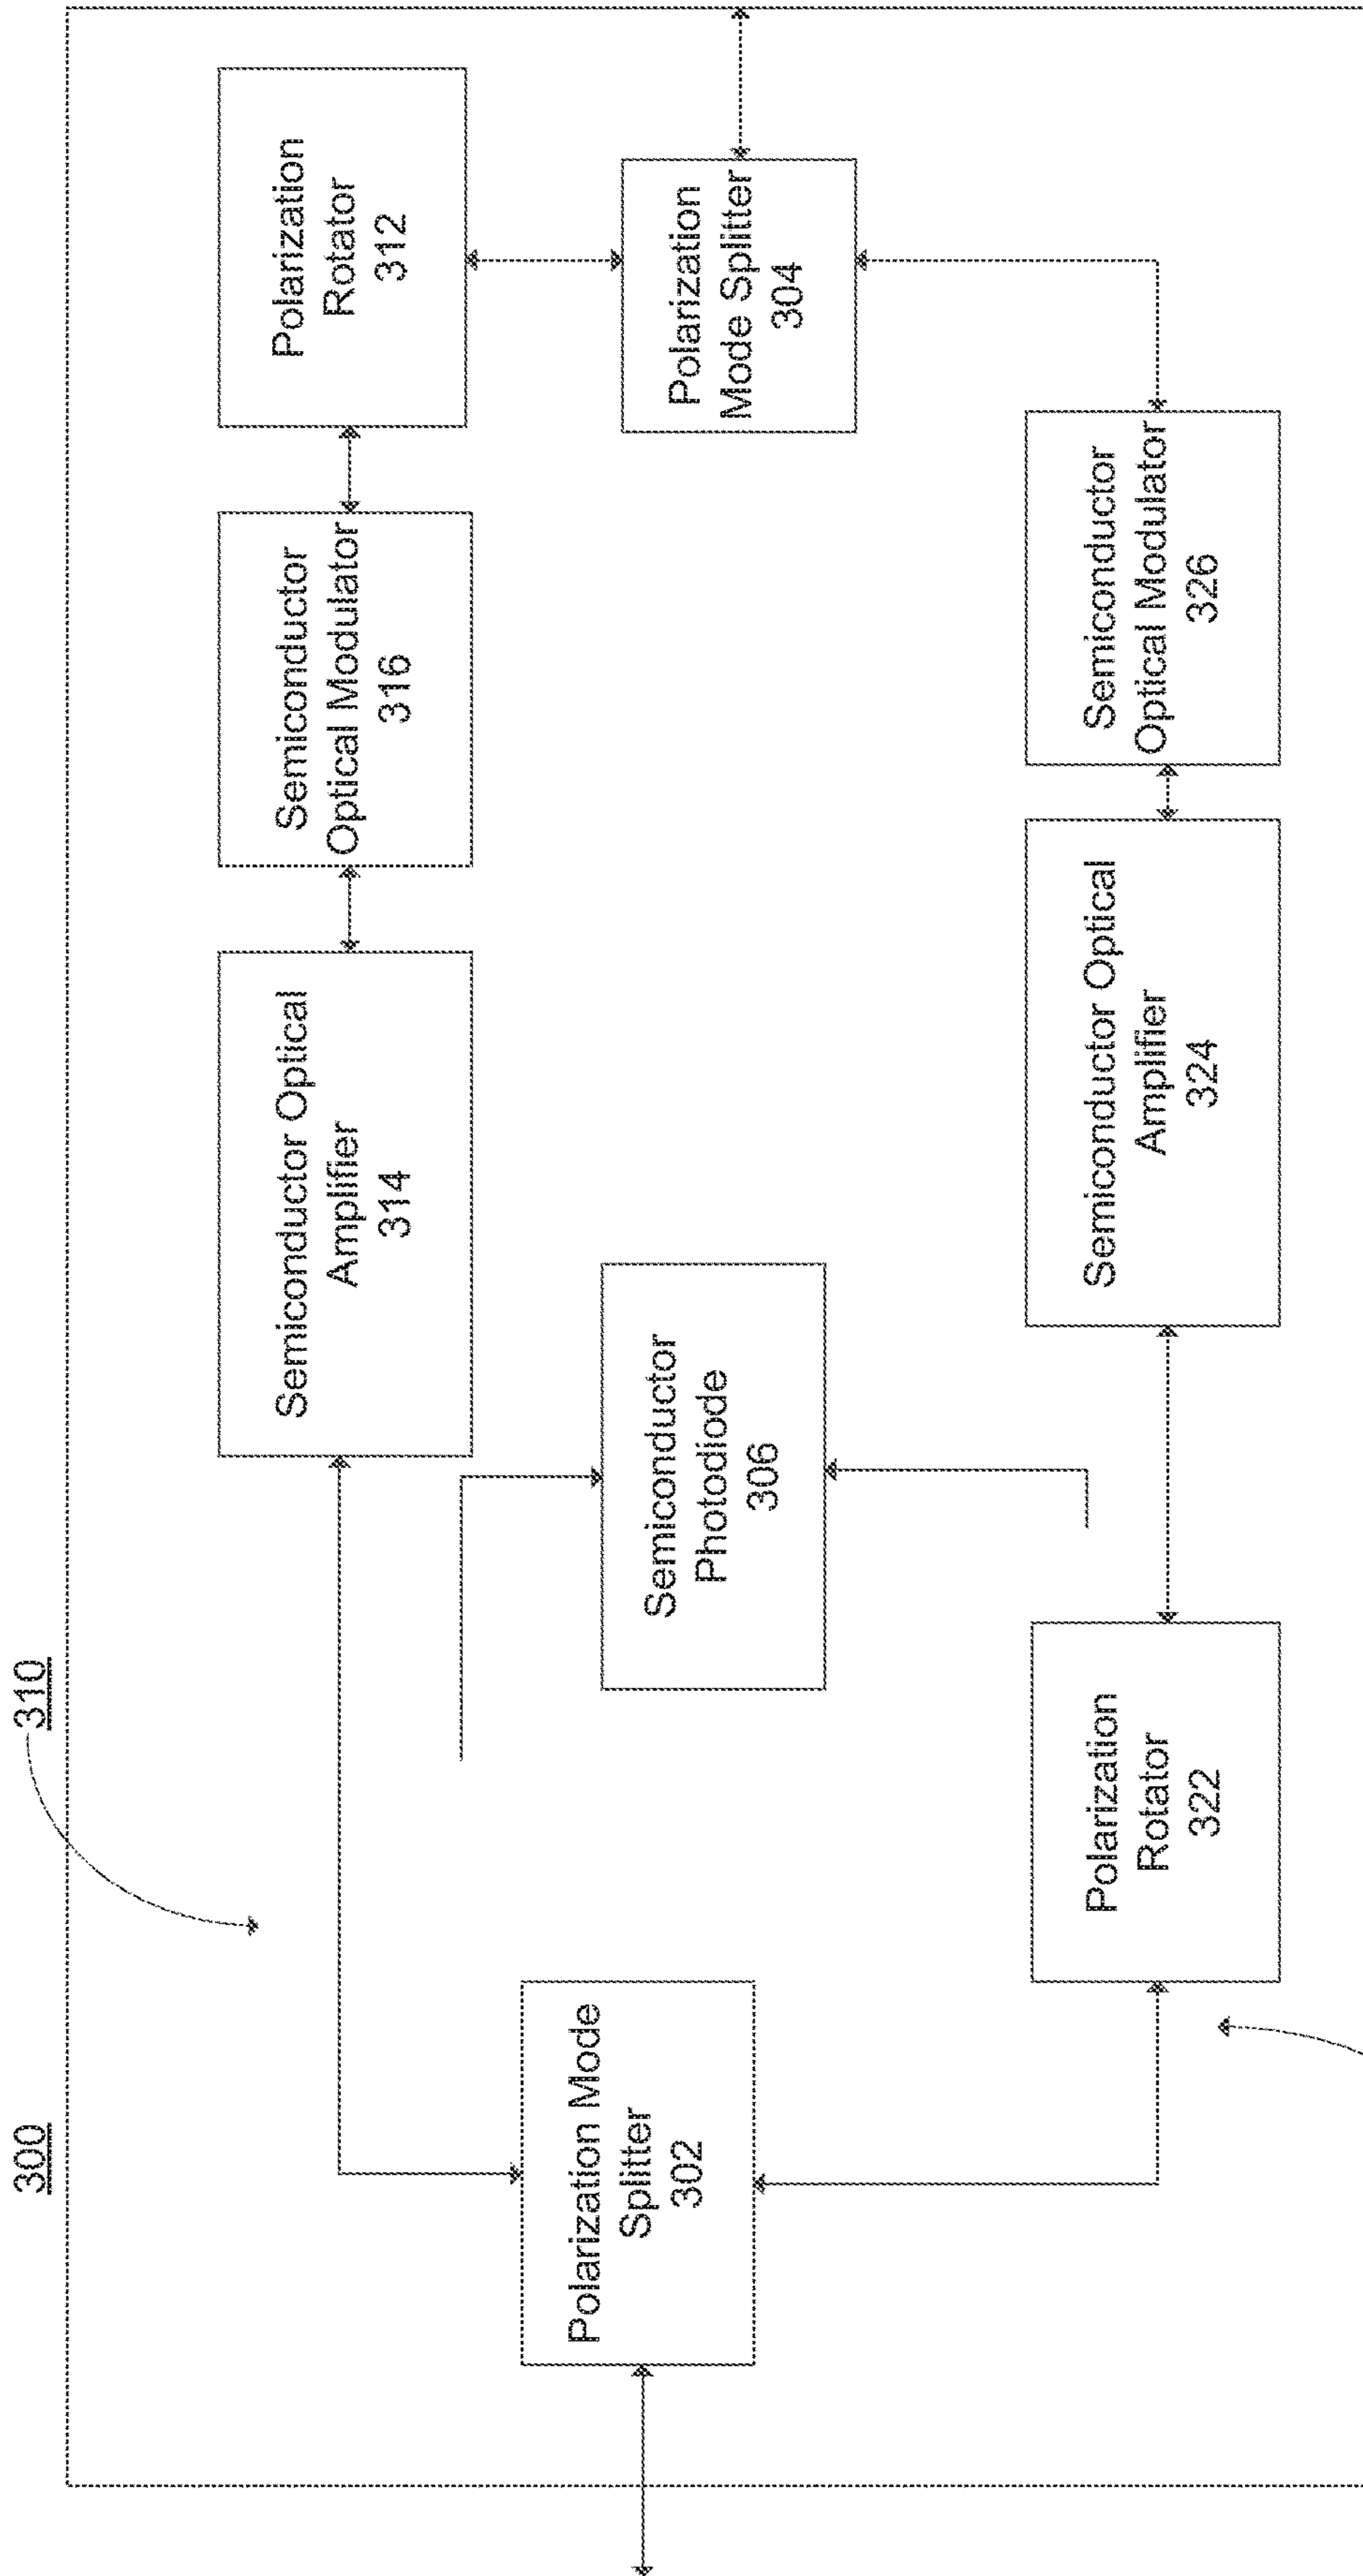 300
310
Polarization Mode
Splitter
302
Semiconductor Optical
Amplifier
314
Semiconductor
Optical Modulator
316
Polarization
Rotator
312
Semiconductor
Photodiode
306
Polarization
Mode Splitter
304
Polarization
Rotator
322
Semiconductor Optical
Amplifier
324
Semiconductor
Optical Modulator
326